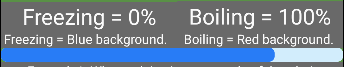 Freezing = 0% Boiling = 100%
Freezing = Blue background. Boiling = Red background.